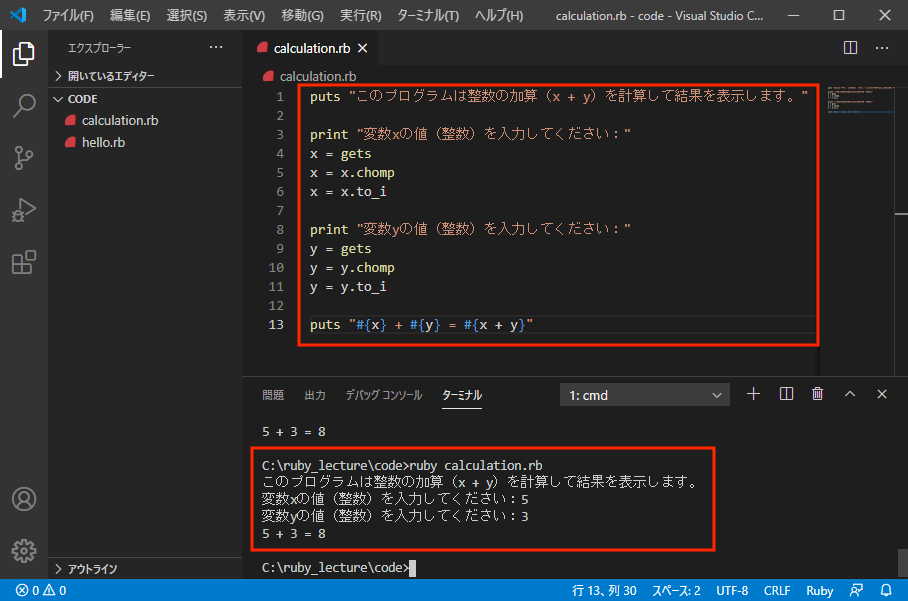 ファイル(F) 編集(E) 選択(S) 表示(V) 移動(G) 実行(R) ターミナル(T) ヘルプ(H) calculation.rb - code - Visual Studio C...
エクスプローラー
開いているエディター
CODE
calculation.rb
hello.rb
アウトライン
calculation.rb
calculation.rb
1 puts "このプログラムは整数の加算（x + y）を計算して結果を表示します。"
2
3 print "変数xの値（整数）を入力してください："
4 x = gets
5 x = x.chomp
6 x = x.to_i
7
8 print "変数yの値（整数）を入力してください："
9 y = gets
10 y = y.chomp
11 y = y.to_i
12
13 puts "#{x} + #{y} = #{x + y}"
問題 出力 デバッグ コンソール ターミナル 1: cmd
5 + 3 = 8
C:\ruby_lecture\code>ruby calculation.rb
このプログラムは整数の加算（x + y）を計算して結果を表示します。
変数xの値（整数）を入力してください：5
変数yの値（整数）を入力してください：3
5 + 3 = 8
C:\ruby_lecture\code>
0 0 行 13、列 30 スペース: 2 UTF-8 CRLF Ruby